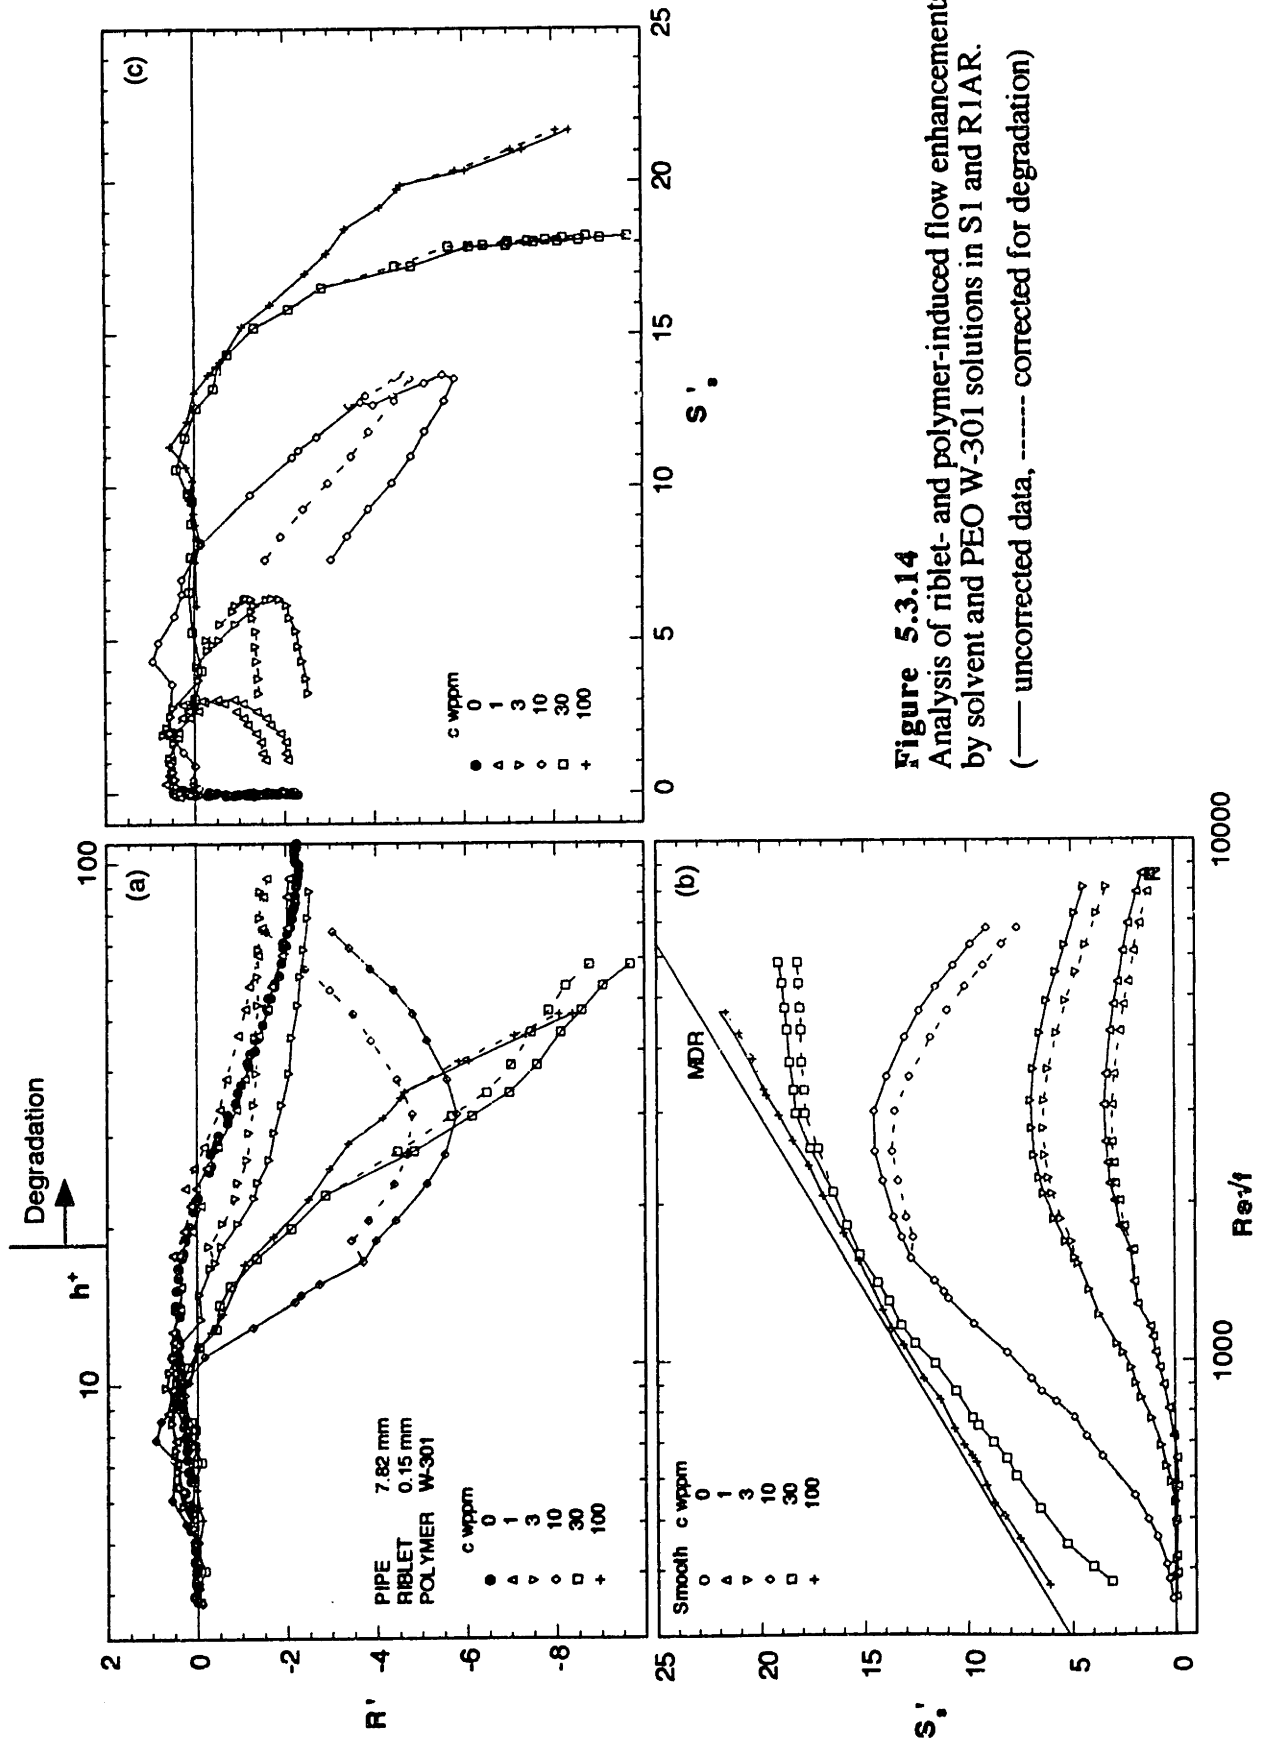 Degradation
h⁺
10
100
(a)
2
0
-2
-4
-6
-8
R'
PIPE 7.82 mm
RIBLET 0.15 mm
POLYMER W-301
c wppm
0
1
3
10
30
100
(b)
MDR
20
15
10
5
0
Sₛ'
Smooth c wppm
0
1
3
10
30
100
1000
10000
Re√f
(c)
c wppm
0
1
3
10
30
100
0
5
10
15
20
25
S'ₛ
Figure 5.3.14
Analysis of riblet- and polymer-induced flow enhancement
by solvent and PEO W-301 solutions in S1 and R1AR.
(—— uncorrected data, ------ corrected for degradation)